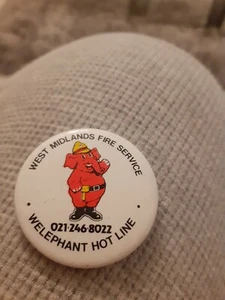 WEST MIDLANDS FIRE SERVICE
021·246·8022
· WELEPHANT HOT LINE ·